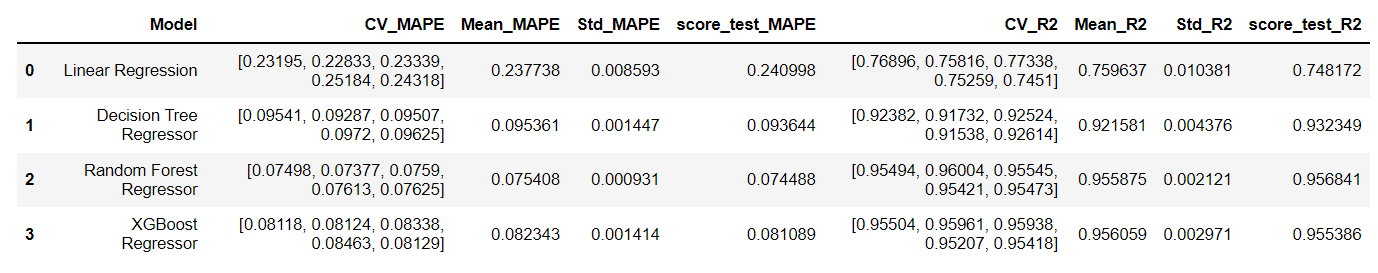 Model CV_MAPE Mean_MAPE Std_MAPE score_test_MAPE CV_R2 Mean_R2 Std_R2 score_test_R2
0 Linear Regression [0.23195, 0.22833, 0.23339, 0.25184, 0.24318] 0.237738 0.008593 0.240998 [0.76896, 0.75816, 0.77338, 0.75259, 0.7451] 0.759637 0.010381 0.748172
1 Decision Tree Regressor [0.09541, 0.09287, 0.09507, 0.0972, 0.09625] 0.095361 0.001447 0.093644 [0.92382, 0.91732, 0.92524, 0.91538, 0.92614] 0.921581 0.004376 0.932349
2 Random Forest Regressor [0.07498, 0.07377, 0.0759, 0.07613, 0.07625] 0.075408 0.000931 0.074488 [0.95494, 0.96004, 0.95545, 0.95421, 0.95473] 0.955875 0.002121 0.956841
3 XGBoost Regressor [0.08118, 0.08124, 0.08338, 0.08463, 0.08129] 0.082343 0.001414 0.081089 [0.95504, 0.95961, 0.95938, 0.95207, 0.95418] 0.956059 0.002971 0.955386